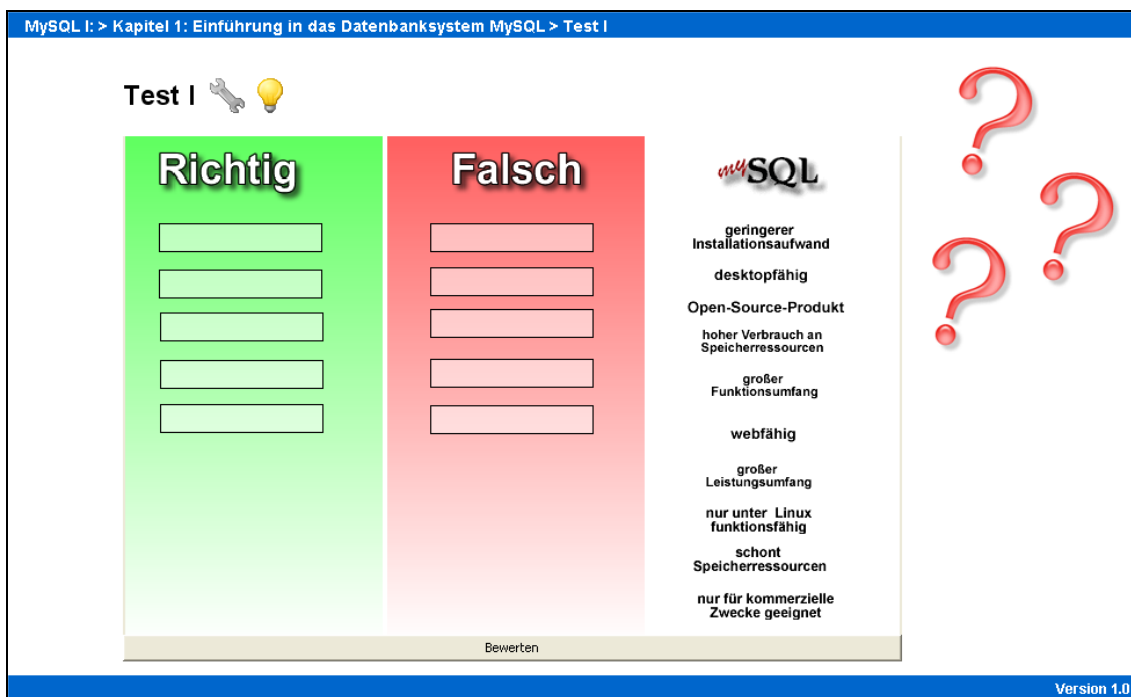 MySQL I: > Kapitel 1: Einführung in das Datenbanksystem MySQL > Test I
Test I
Richtig
Falsch
mySQL
geringerer
Installationsaufwand
desktopfähig
Open-Source-Produkt
hoher Verbrauch an
Speicherressourcen
großer
Funktionsumfang
webfähig
großer
Leistungsumfang
nur unter Linux
funktionsfähig
schont
Speicherressourcen
nur für kommerzielle
Zwecke geeignet
Bewerten
Version 1.0